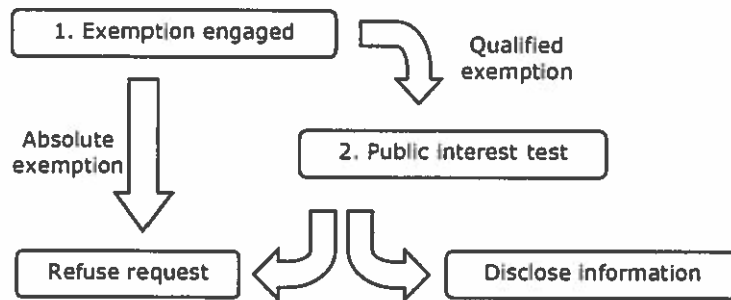 1. Exemption engaged
Qualified
exemption
Absolute
exemption
2. Public interest test
Refuse request
Disclose information